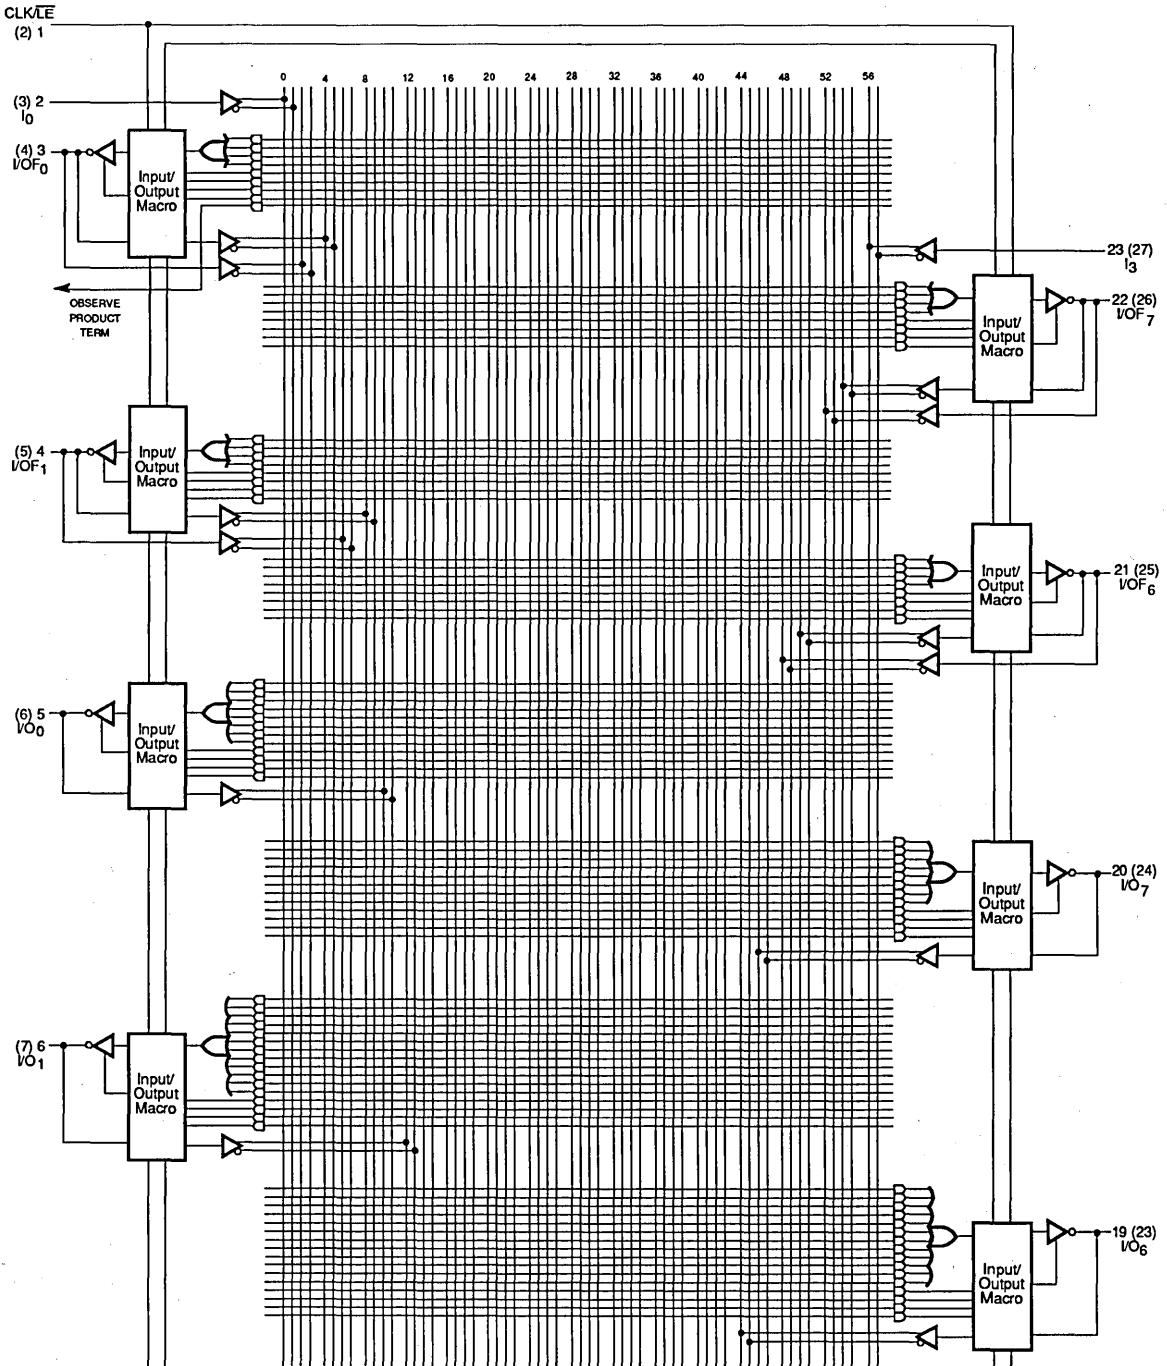 CLK/LE
(2) 1
0 4 8 12 16 20 24 28 32 36 40 44 48 52 56
(3) 2
I0
(4) 3
I/OF0
Input/
Output
Macro
OBSERVE
PRODUCT
TERM
23 (27)
I3
22 (26)
I/OF7
Input/
Output
Macro
(5) 4
I/OF1
Input/
Output
Macro
21 (25)
I/OF6
Input/
Output
Macro
(6) 5
I/O0
Input/
Output
Macro
20 (24)
I/O7
Input/
Output
Macro
(7) 6
I/O1
Input/
Output
Macro
19 (23)
I/O6
Input/
Output
Macro